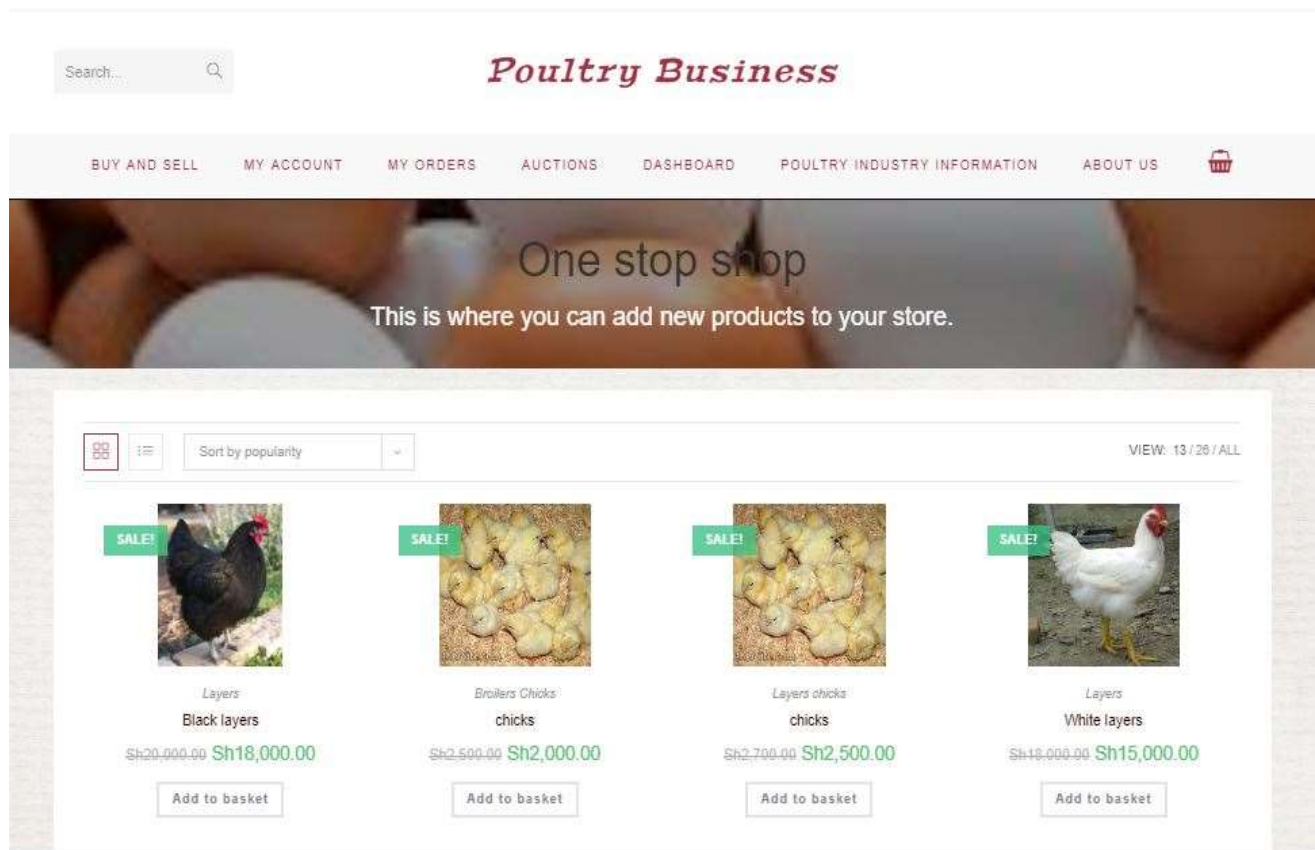 Search...
Poultry Business
BUY AND SELL MY ACCOUNT MY ORDERS AUCTIONS DASHBOARD POULTRY INDUSTRY INFORMATION ABOUT US
One stop shop
This is where you can add new products to your store.
Sort by popularity
VIEW: 13 / 26 / ALL
SALE! SALE! SALE! SALE!
Layers Broilers Chicks Layers chicks Layers
Black layers chicks chicks White layers
Sh20,000.00 Sh18,000.00 Sh2,500.00 Sh2,000.00 Sh2,700.00 Sh2,500.00 Sh18,000.00 Sh15,000.00
Add to basket Add to basket Add to basket Add to basket